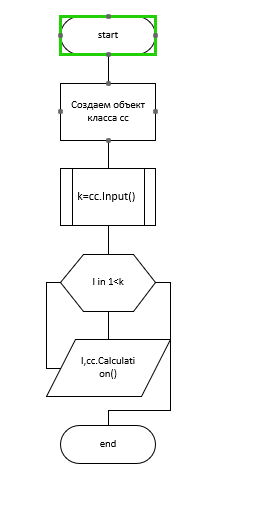 start
Создаем объект
класса cc
k=cc.Input()
I in 1<k
I,cc.Calculati
on()
end